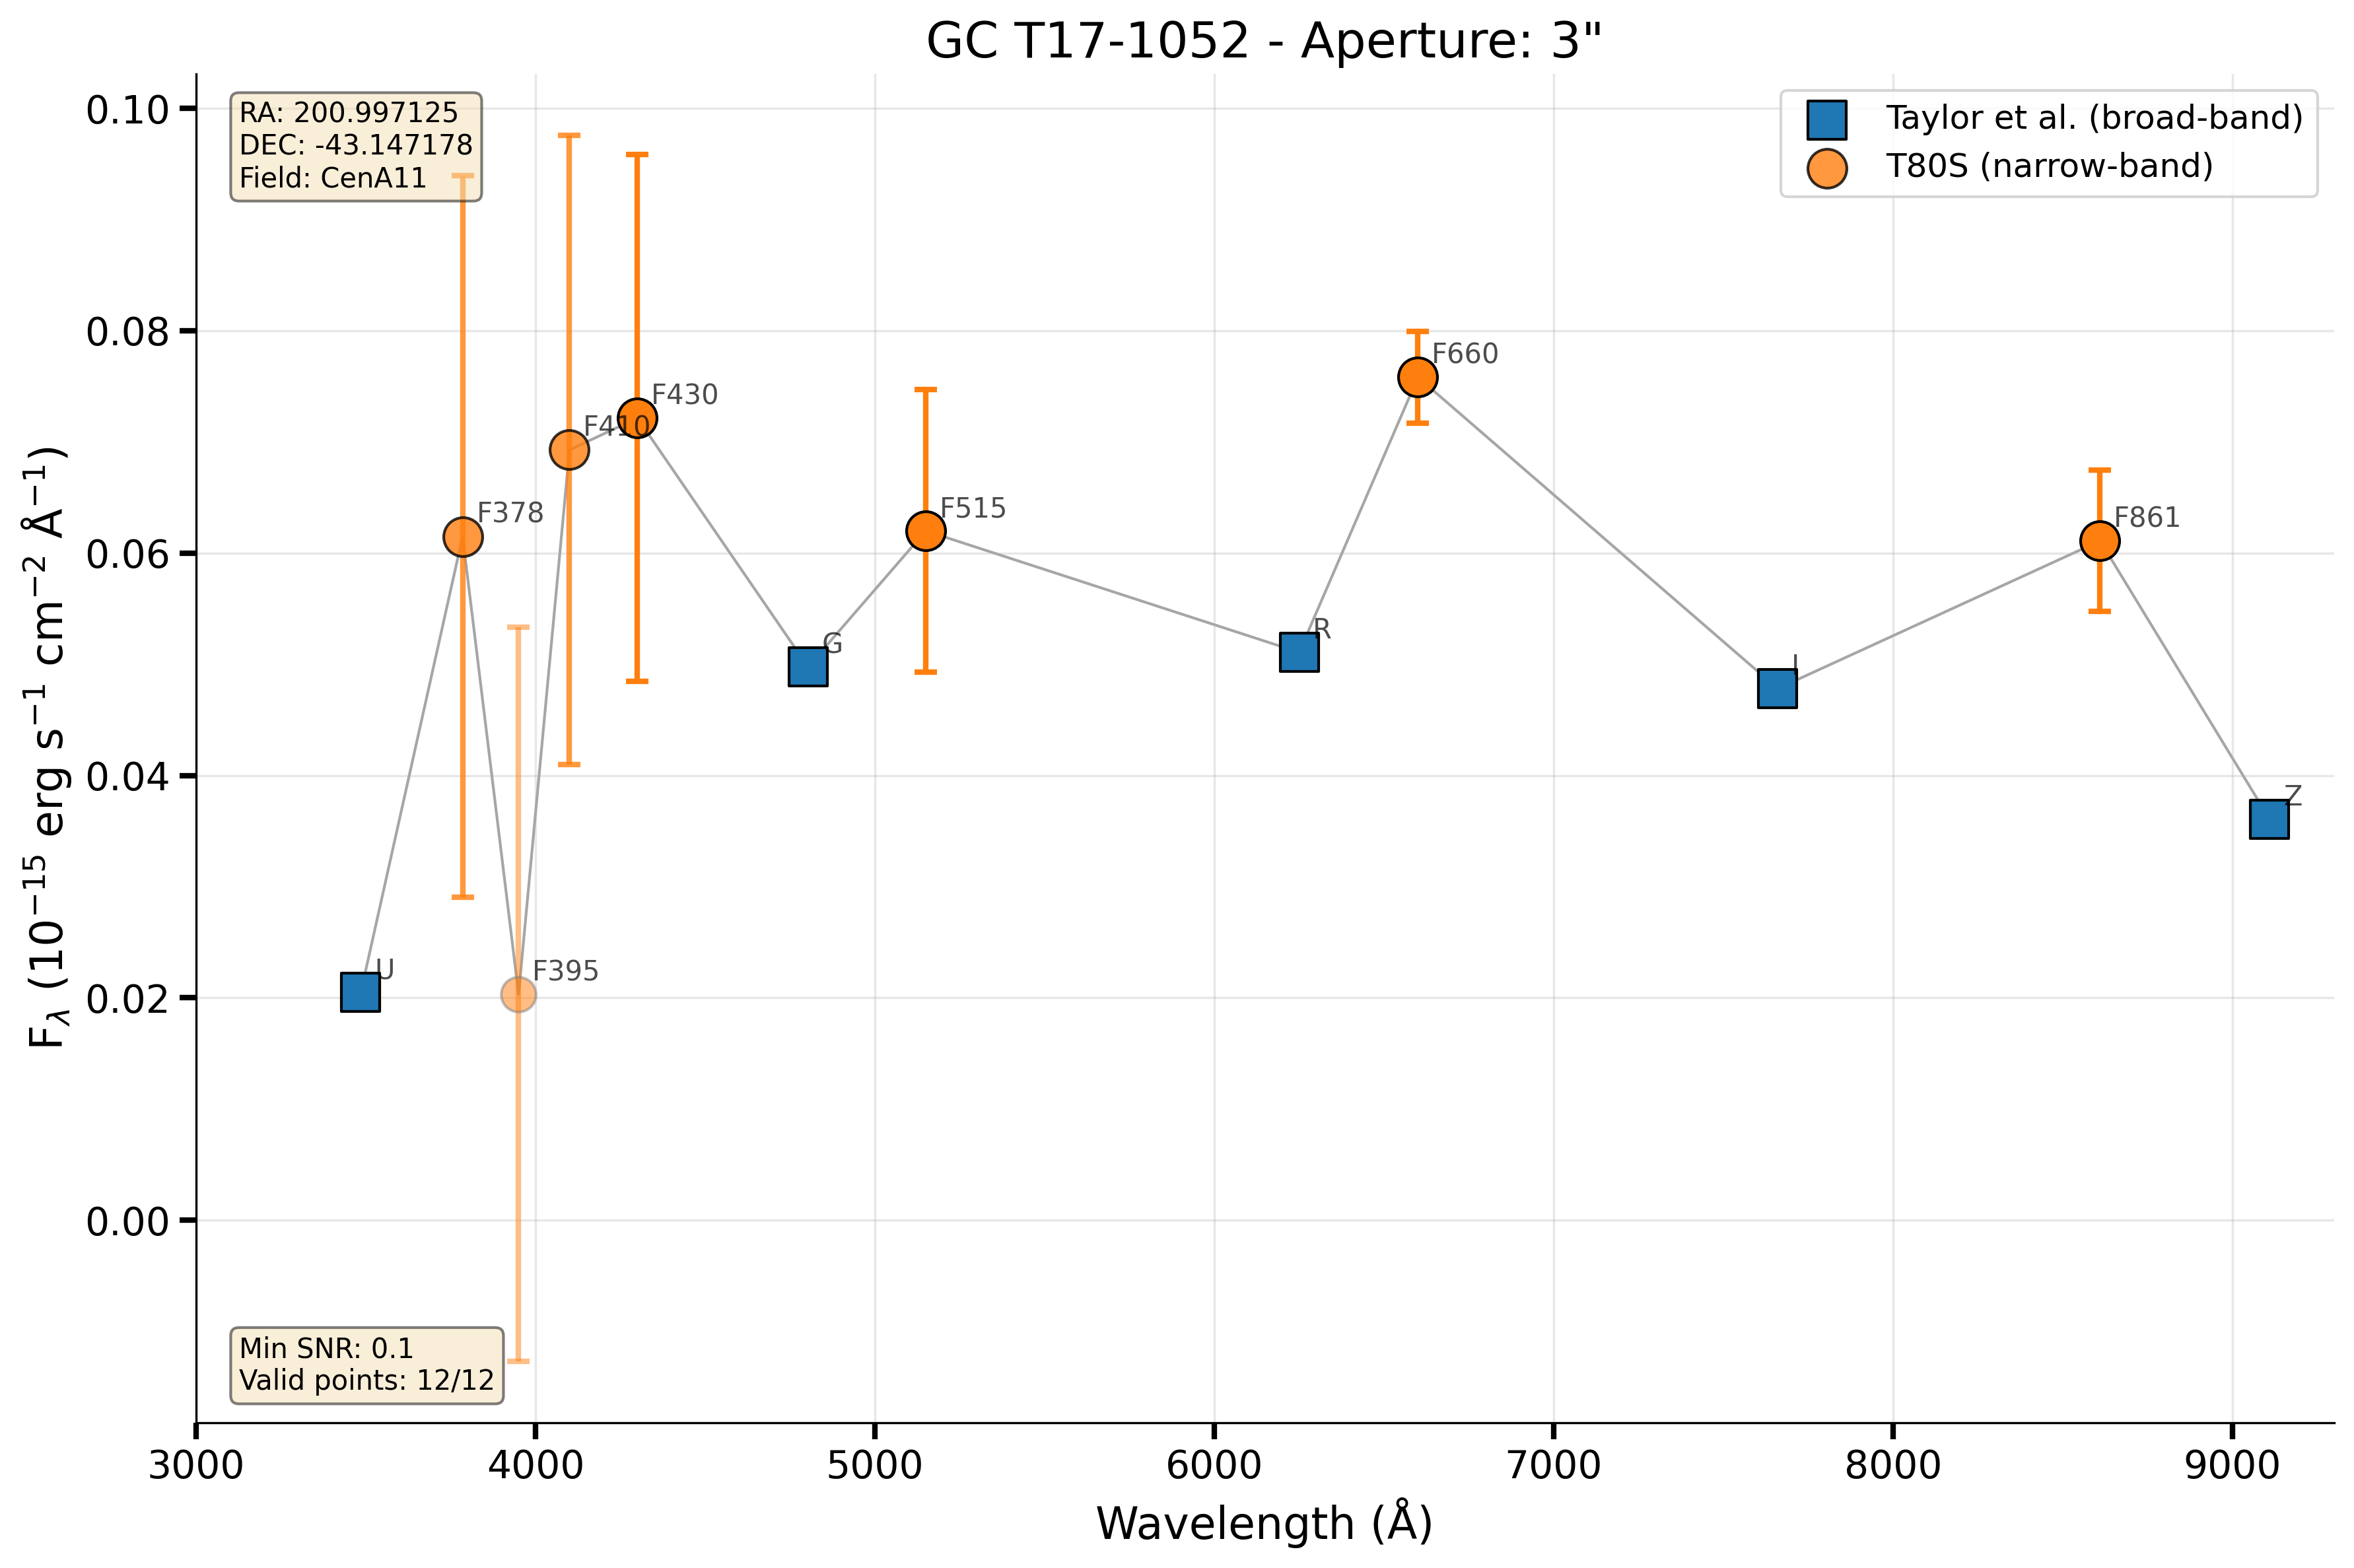 GC T17-1052 - Aperture: 3"
RA: 200.997125
DEC: -43.147178
Field: CenA11
Taylor et al. (broad-band)
T80S (narrow-band)
0.10
0.08
0.06
0.04
0.02
0.00
F_λ (10⁻¹⁵ erg s⁻¹ cm⁻² Å⁻¹)
U
F378
F395
F410
F430
G
F515
R
F660
I
F861
Z
Min SNR: 0.1
Valid points: 12/12
3000 4000 5000 6000 7000 8000 9000
Wavelength (Å)